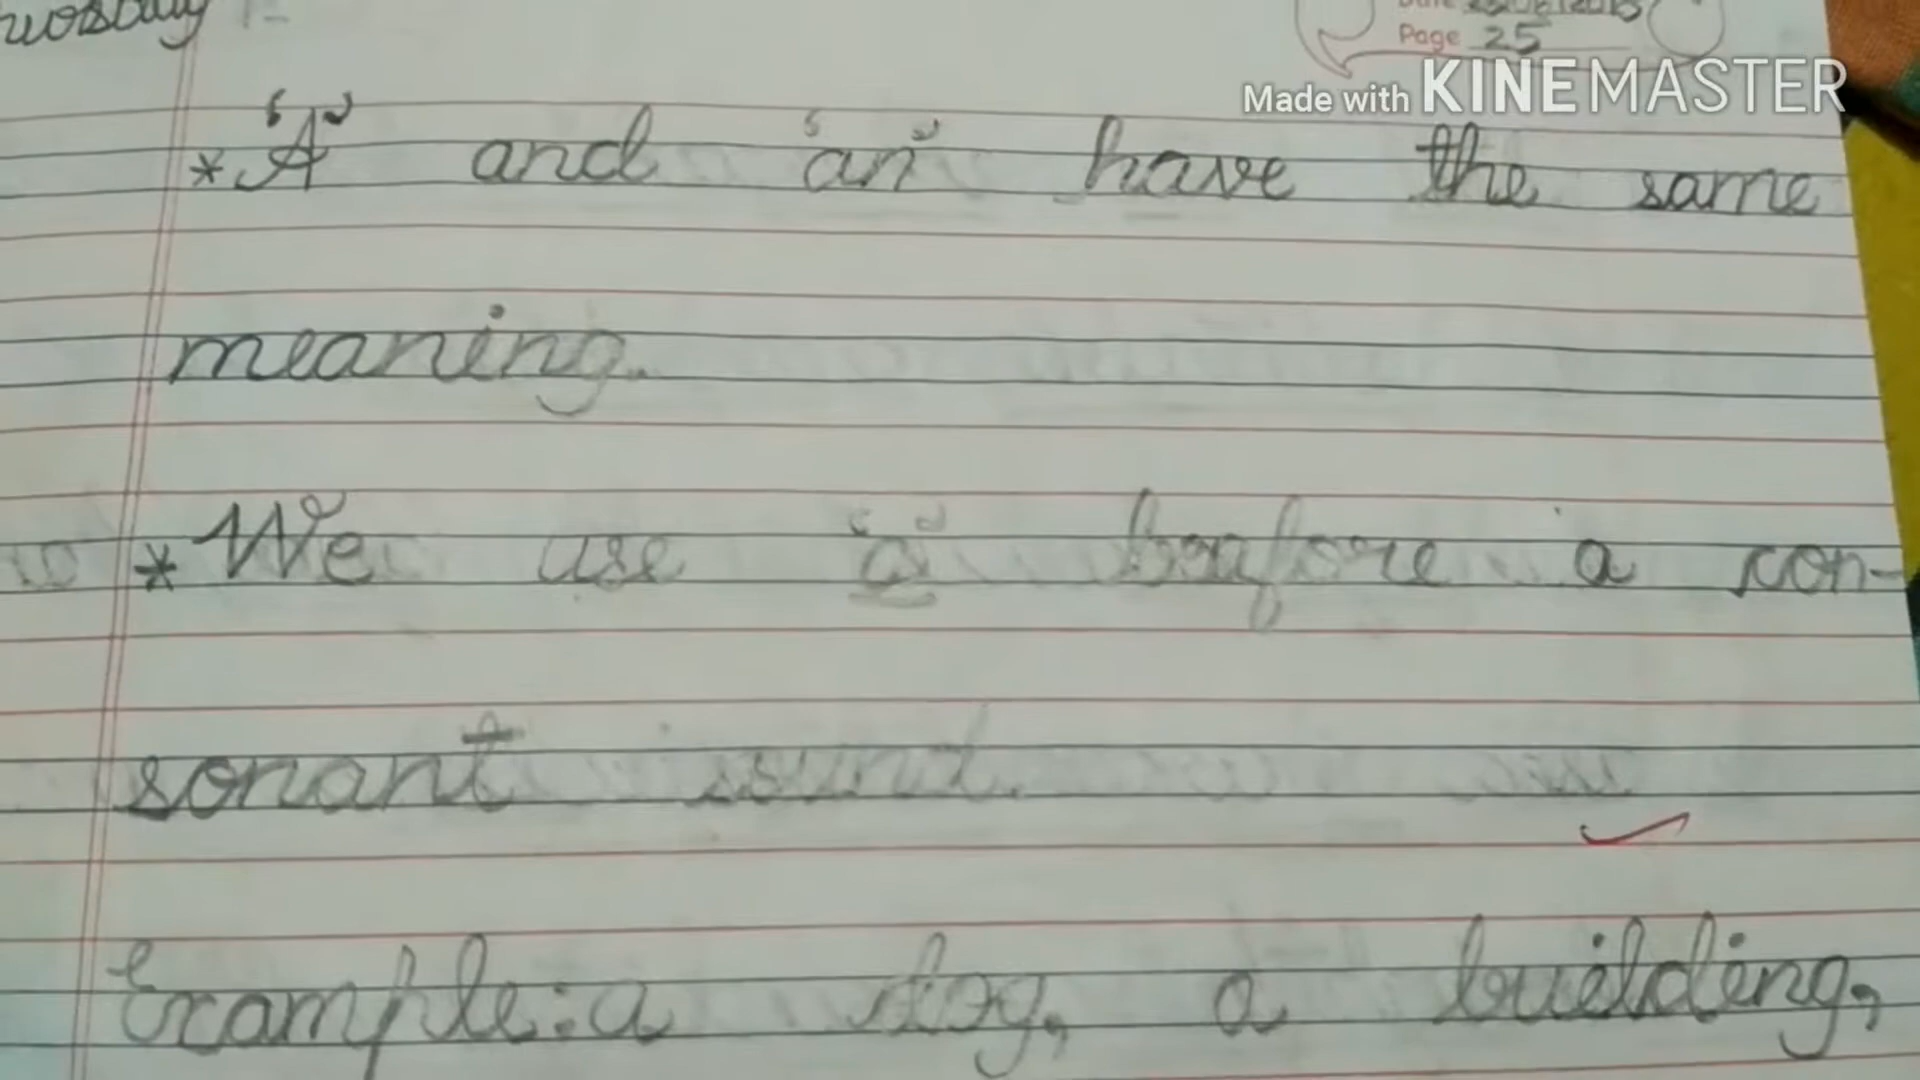 Page 25
Made with KINEMASTER
* 'A' and 'an' have the same
meaning.
* We use 'a' beafore a con-
sonant sound.
Example: a dog, a building,